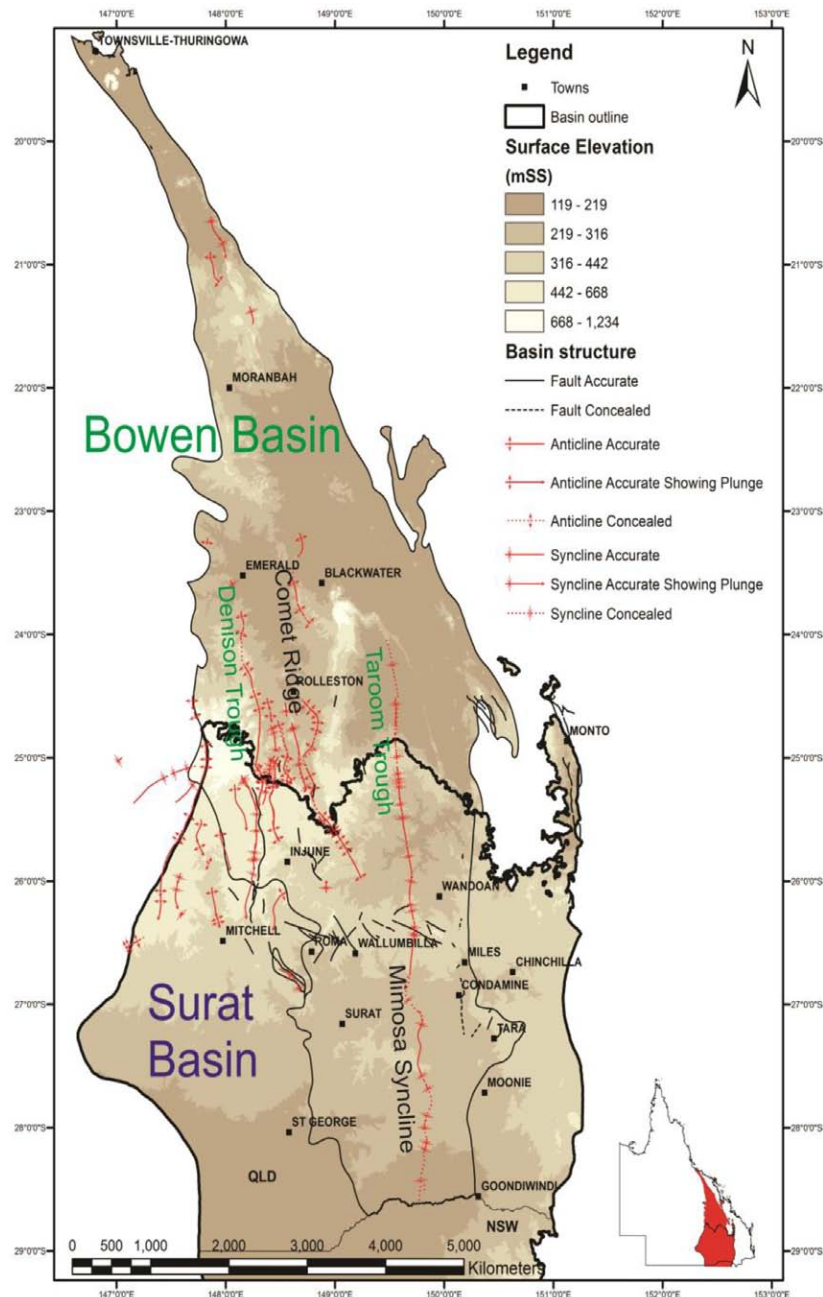 147°0'0"E 148°0'0"E 149°0'0"E 150°0'0"E 151°0'0"E 152°0'0"E 153°0'0"E
TOWNSVILLE-THURINGOWA
N
Legend
Towns
Basin outline
Surface Elevation
(mSS)
119 - 219
219 - 316
316 - 442
442 - 668
668 - 1,234
Basin structure
Fault Accurate
Fault Concealed
Anticline Accurate
Anticline Accurate Showing Plunge
Anticline Concealed
Syncline Accurate
Syncline Accurate Showing Plunge
Syncline Concealed
20°0'0"S 20°0'0"S
21°0'0"S 21°0'0"S
22°0'0"S 22°0'0"S
23°0'0"S 23°0'0"S
24°0'0"S 24°0'0"S
25°0'0"S 25°0'0"S
26°0'0"S 26°0'0"S
27°0'0"S 27°0'0"S
28°0'0"S 28°0'0"S
29°0'0"S 29°0'0"S
MORANBAH
Bowen Basin
EMERALD
BLACKWATER
Denison Trough
Comet Ridge
ROLLESTON
Taroom Trough
MONTO
INJUNE
WANDOAN
MITCHELL
ROMA
WALLUMBILLA
MILES
CHINCHILLA
CONDAMINE
Surat
Basin
SURAT
Mimosa Syncline
TARA
MOONIE
ST GEORGE
QLD
GOONDIWINDI
NSW
0 500 1,000 2,000 3,000 4,000 5,000
Kilometers
147°0'0"E 148°0'0"E 149°0'0"E 150°0'0"E 151°0'0"E 152°0'0"E 153°0'0"E